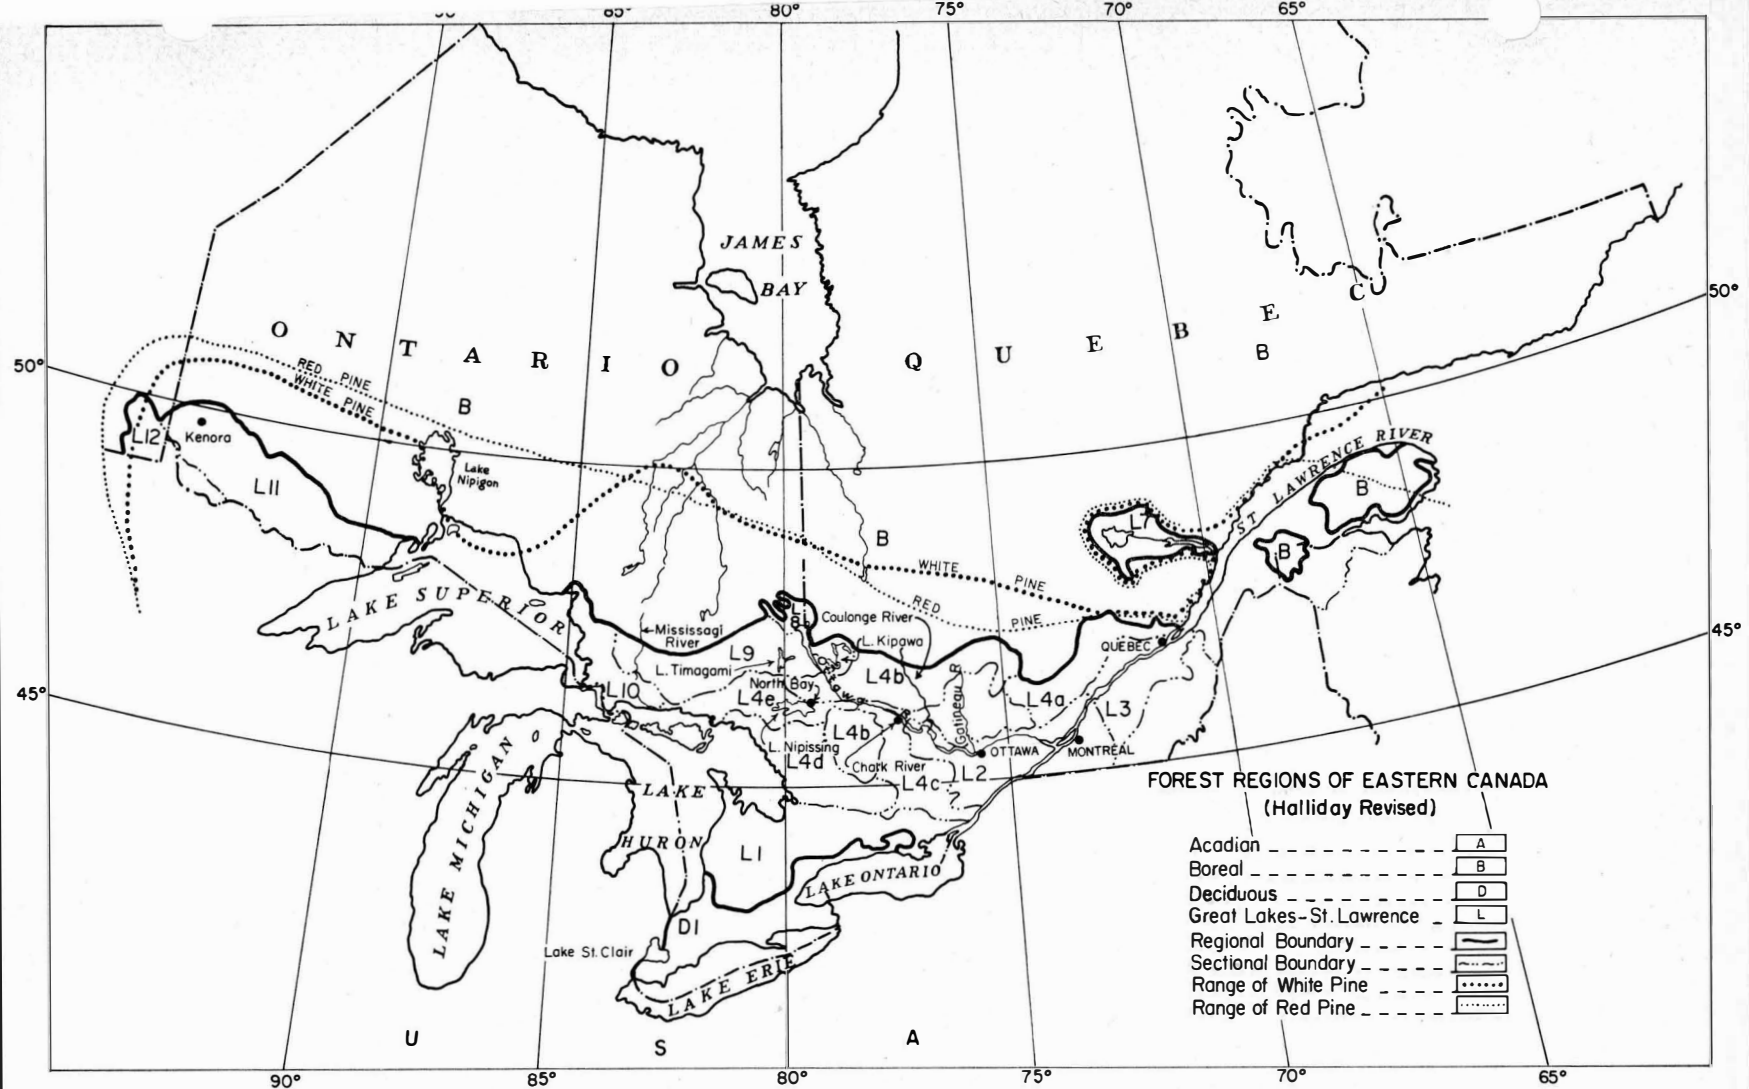 85° 80° 75° 70° 65°
JAMES
BAY
50°
ONTARIO
QUEBEC
B
50°
RED PINE
WHITE PINE
B
L12
Kenora
L11
Lake
Nipigon
ST LAWRENCE RIVER
B
L7
B
B
WHITE PINE
RED PINE
LAKE SUPERIOR
Mississagi
River
Coulonge River
L. Kipawa
QUEBEC
45°
L9
L. Timagami
North Bay
Ottawa
L4b
Gatineau R
L4a
L3
45°
L10
L4e
L4b
L. Nipissing
L4d
Chalk River
L4c
L2
OTTAWA
MONTREAL
LAKE MICHIGAN
LAKE
HURON
L1
LAKE ONTARIO
D1
Lake St. Clair
LAKE ERIE
FOREST REGIONS OF EASTERN CANADA
(Halliday Revised)
Acadian A
Boreal B
Deciduous D
Great Lakes-St. Lawrence L
Regional Boundary
Sectional Boundary
Range of White Pine
Range of Red Pine
U S A
90° 85° 80° 75° 70° 65°